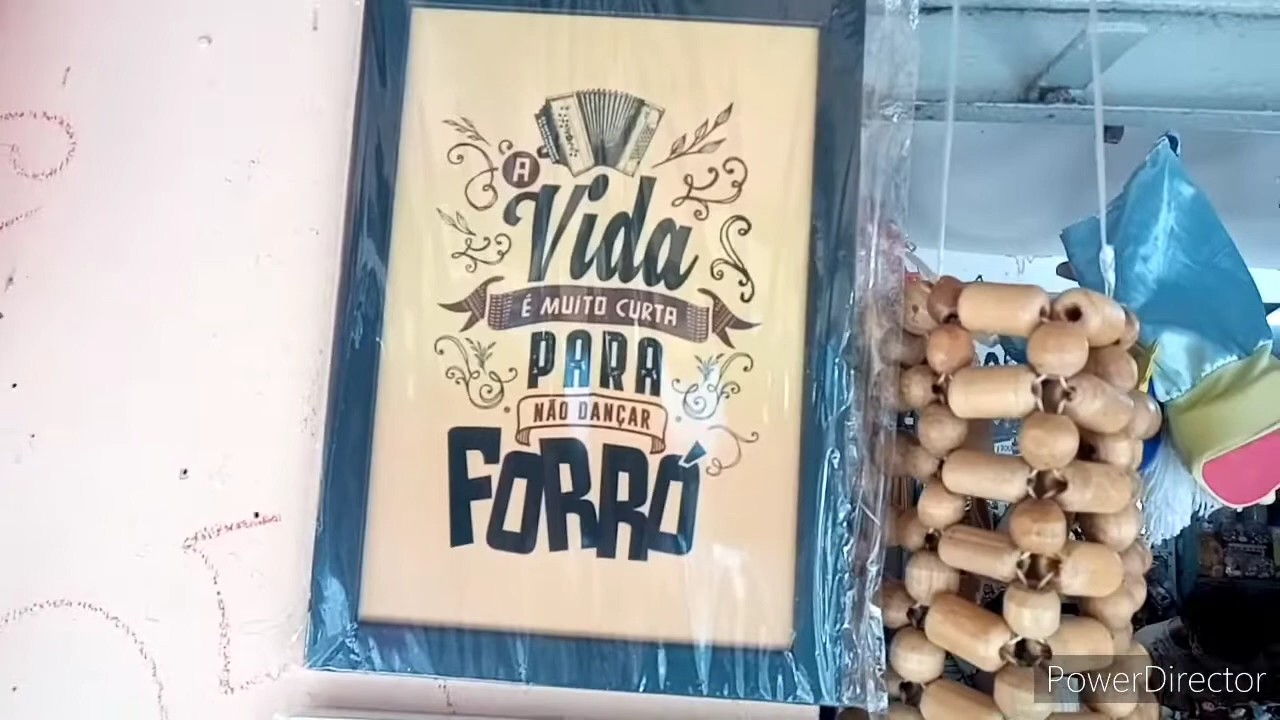 A
Vida
É MUITO CURTA
PARA
NÃO DANÇAR
FORRÓ
PowerDirector